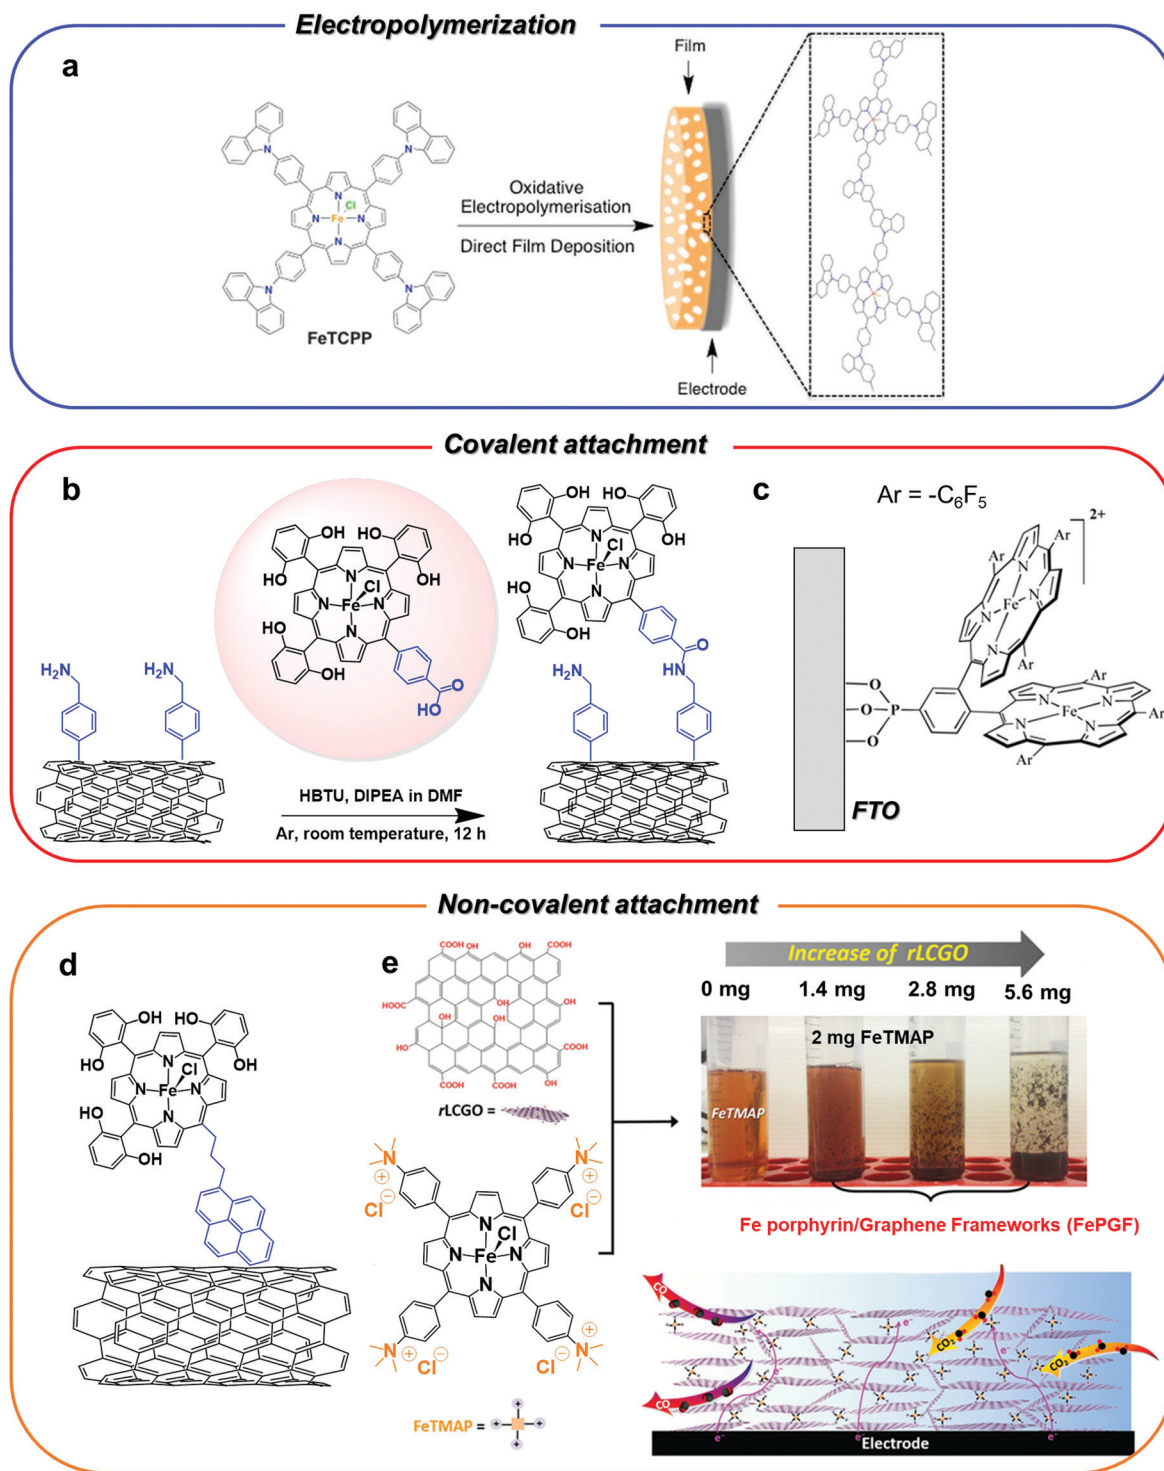 Electropolymerization
a
Film
N
N
N
Cl
N
Fe
N
N
N
N
FeTCPP
Oxidative
Electropolymerisation
Direct Film Deposition
Electrode
Covalent attachment
b
OH
HO
HO
OH
N
Cl
N
Fe
N
N
HO
OH
O
HO
H2N
H2N
HBTU, DIPEA in DMF
Ar, room temperature, 12 h
OH
HO
HO
OH
N
Cl
N
Fe
N
N
HO
OH
O
HN
H2N
c
Ar = -C6F5
2+
Ar
Ar
N
N
Fe
N
N
Ar
Ar
N
N
Fe
N
N
Ar
Ar
O
O
P
O
FTO
Non-covalent attachment
d
OH
HO
HO
OH
N
Cl
N
Fe
N
N
HO
OH
e
COOH
OH
OH
COOH
HOOC
OH
OH
OH
OH
OH
HO
COOH
COOH
COOH
OH
rLCGO =
N
+
Cl
−
N
+
Cl
−
N
Cl
N
Fe
N
N
N
+
Cl
−
N
+
Cl
−
FeTMAP =
+
+
+
+
Increase of rLCGO
0 mg
1.4 mg
2.8 mg
5.6 mg
2 mg FeTMAP
FeTMAP
Fe porphyrin/Graphene Frameworks (FePGF)
CO
CO
CO2
CO2
e-
e-
e-
e-
e-
Electrode